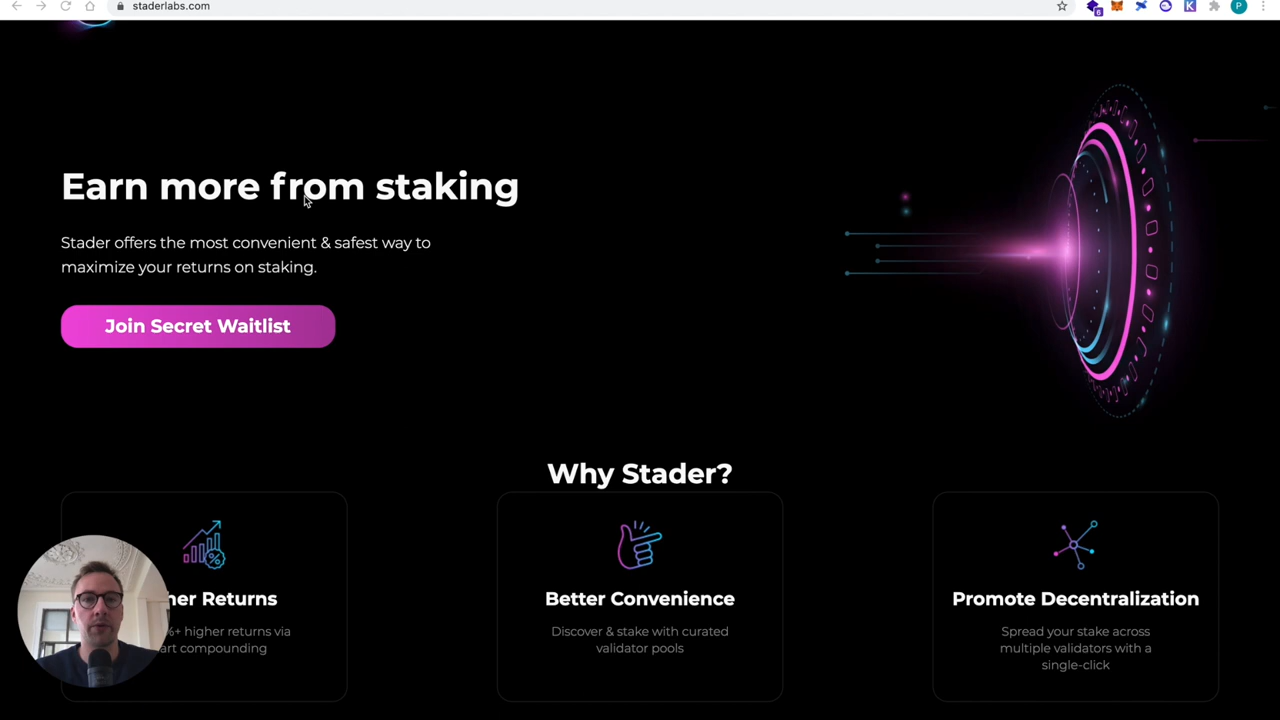 staderlabs.com
6
K
P
Earn more from staking
Stader offers the most convenient & safest way to
maximize your returns on staking.
Join Secret Waitlist
Why Stader?
Returns
%+ higher returns via
compounding
Better Convenience
Discover & stake with curated
validator pools
Promote Decentralization
Spread your stake across
multiple validators with a
single-click